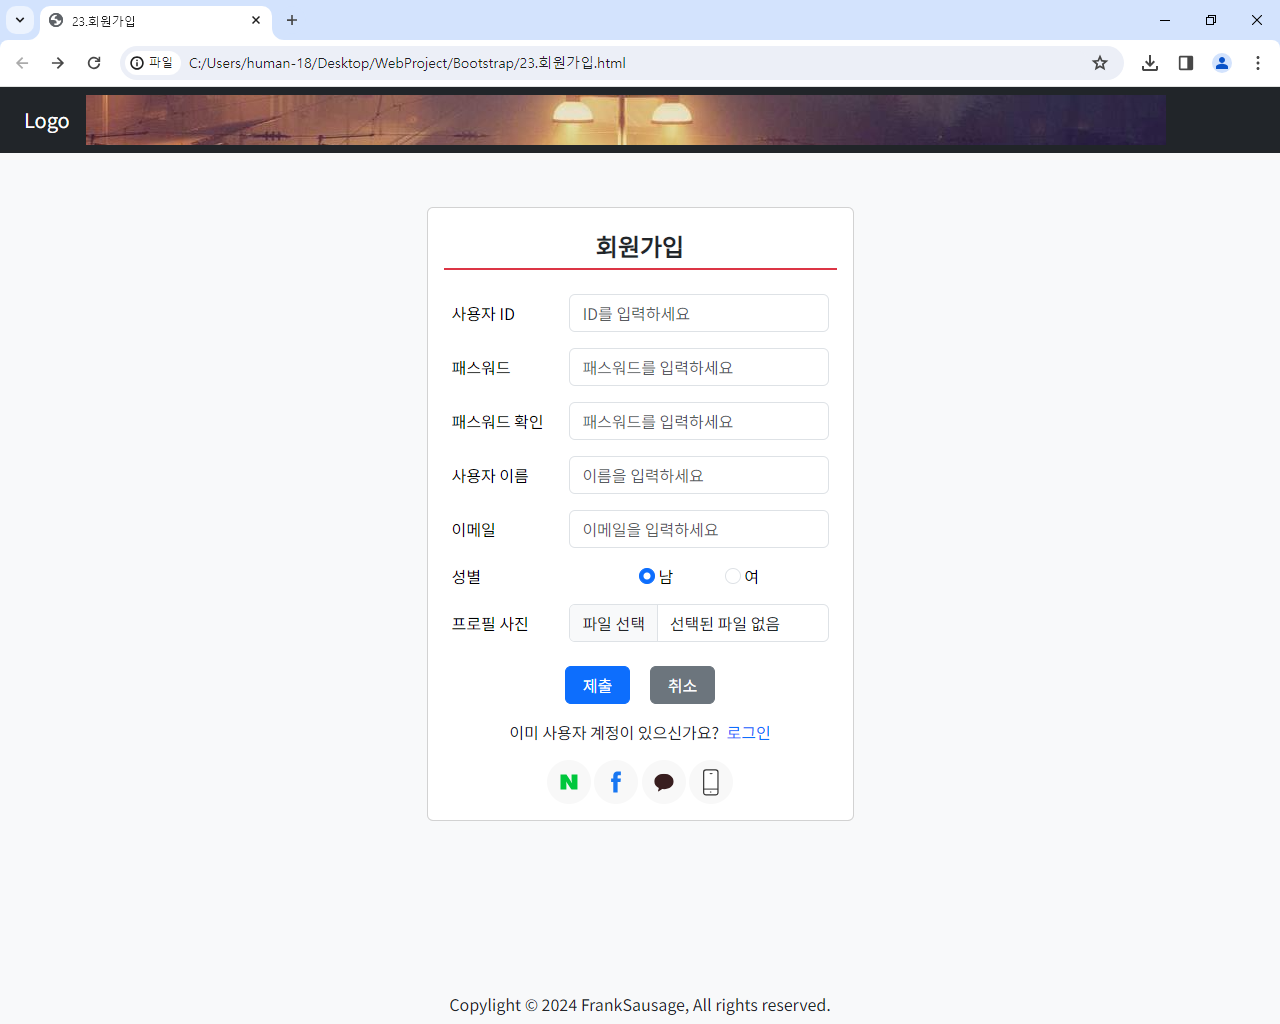 23.회원가입
파일 C:/Users/human-18/Desktop/WebProject/Bootstrap/23.회원가입.html
Logo
회원가입
사용자 ID ID를 입력하세요
패스워드 패스워드를 입력하세요
패스워드 확인 패스워드를 입력하세요
사용자 이름 이름을 입력하세요
이메일 이메일을 입력하세요
성별 남 여
프로필 사진 파일 선택 선택된 파일 없음
제출 취소
이미 사용자 계정이 있으신가요? 로그인
N f
Copylight © 2024 FrankSausage, All rights reserved.